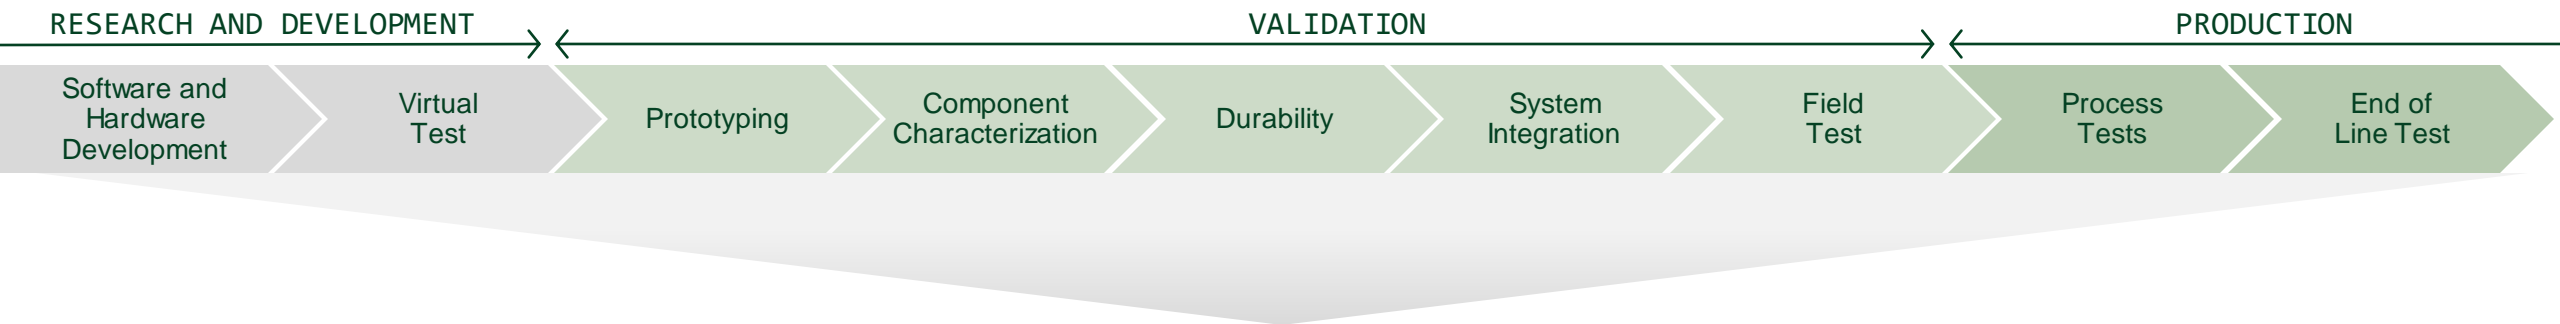 RESEARCH AND DEVELOPMENT
VALIDATION
PRODUCTION
Software and
Hardware
Development
Virtual
Test
Prototyping
Component
Characterization
Durability
System
Integration
Field
Test
Process
Tests
End of
Line Test